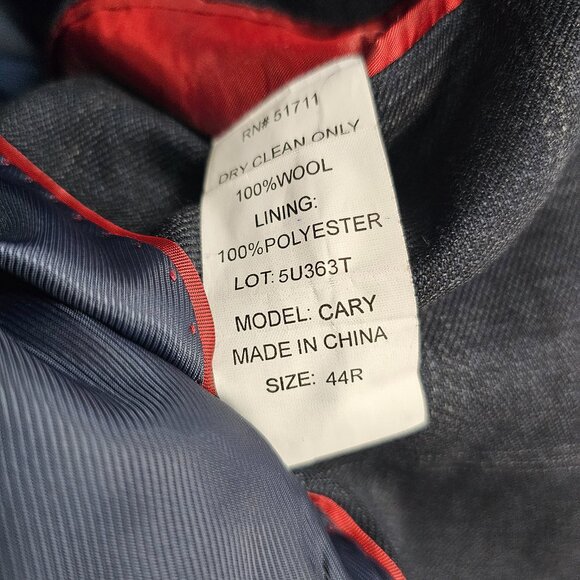 RN# 51711
DRY CLEAN ONLY
100%WOOL
LINING:
100%POLYESTER
LOT: 5U363T
MODEL: CARY
MADE IN CHINA
SIZE: 44R